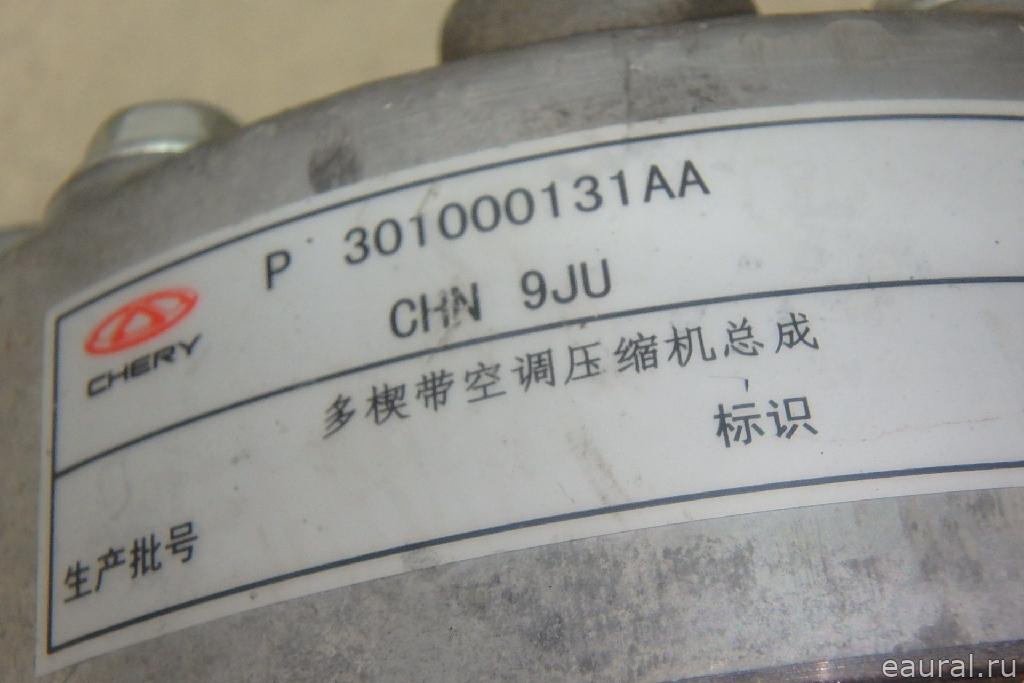 P 301000131AA
CHERY
CHN 9JU
多楔带空调压缩机总成
标识
生产批号
eaural.ru